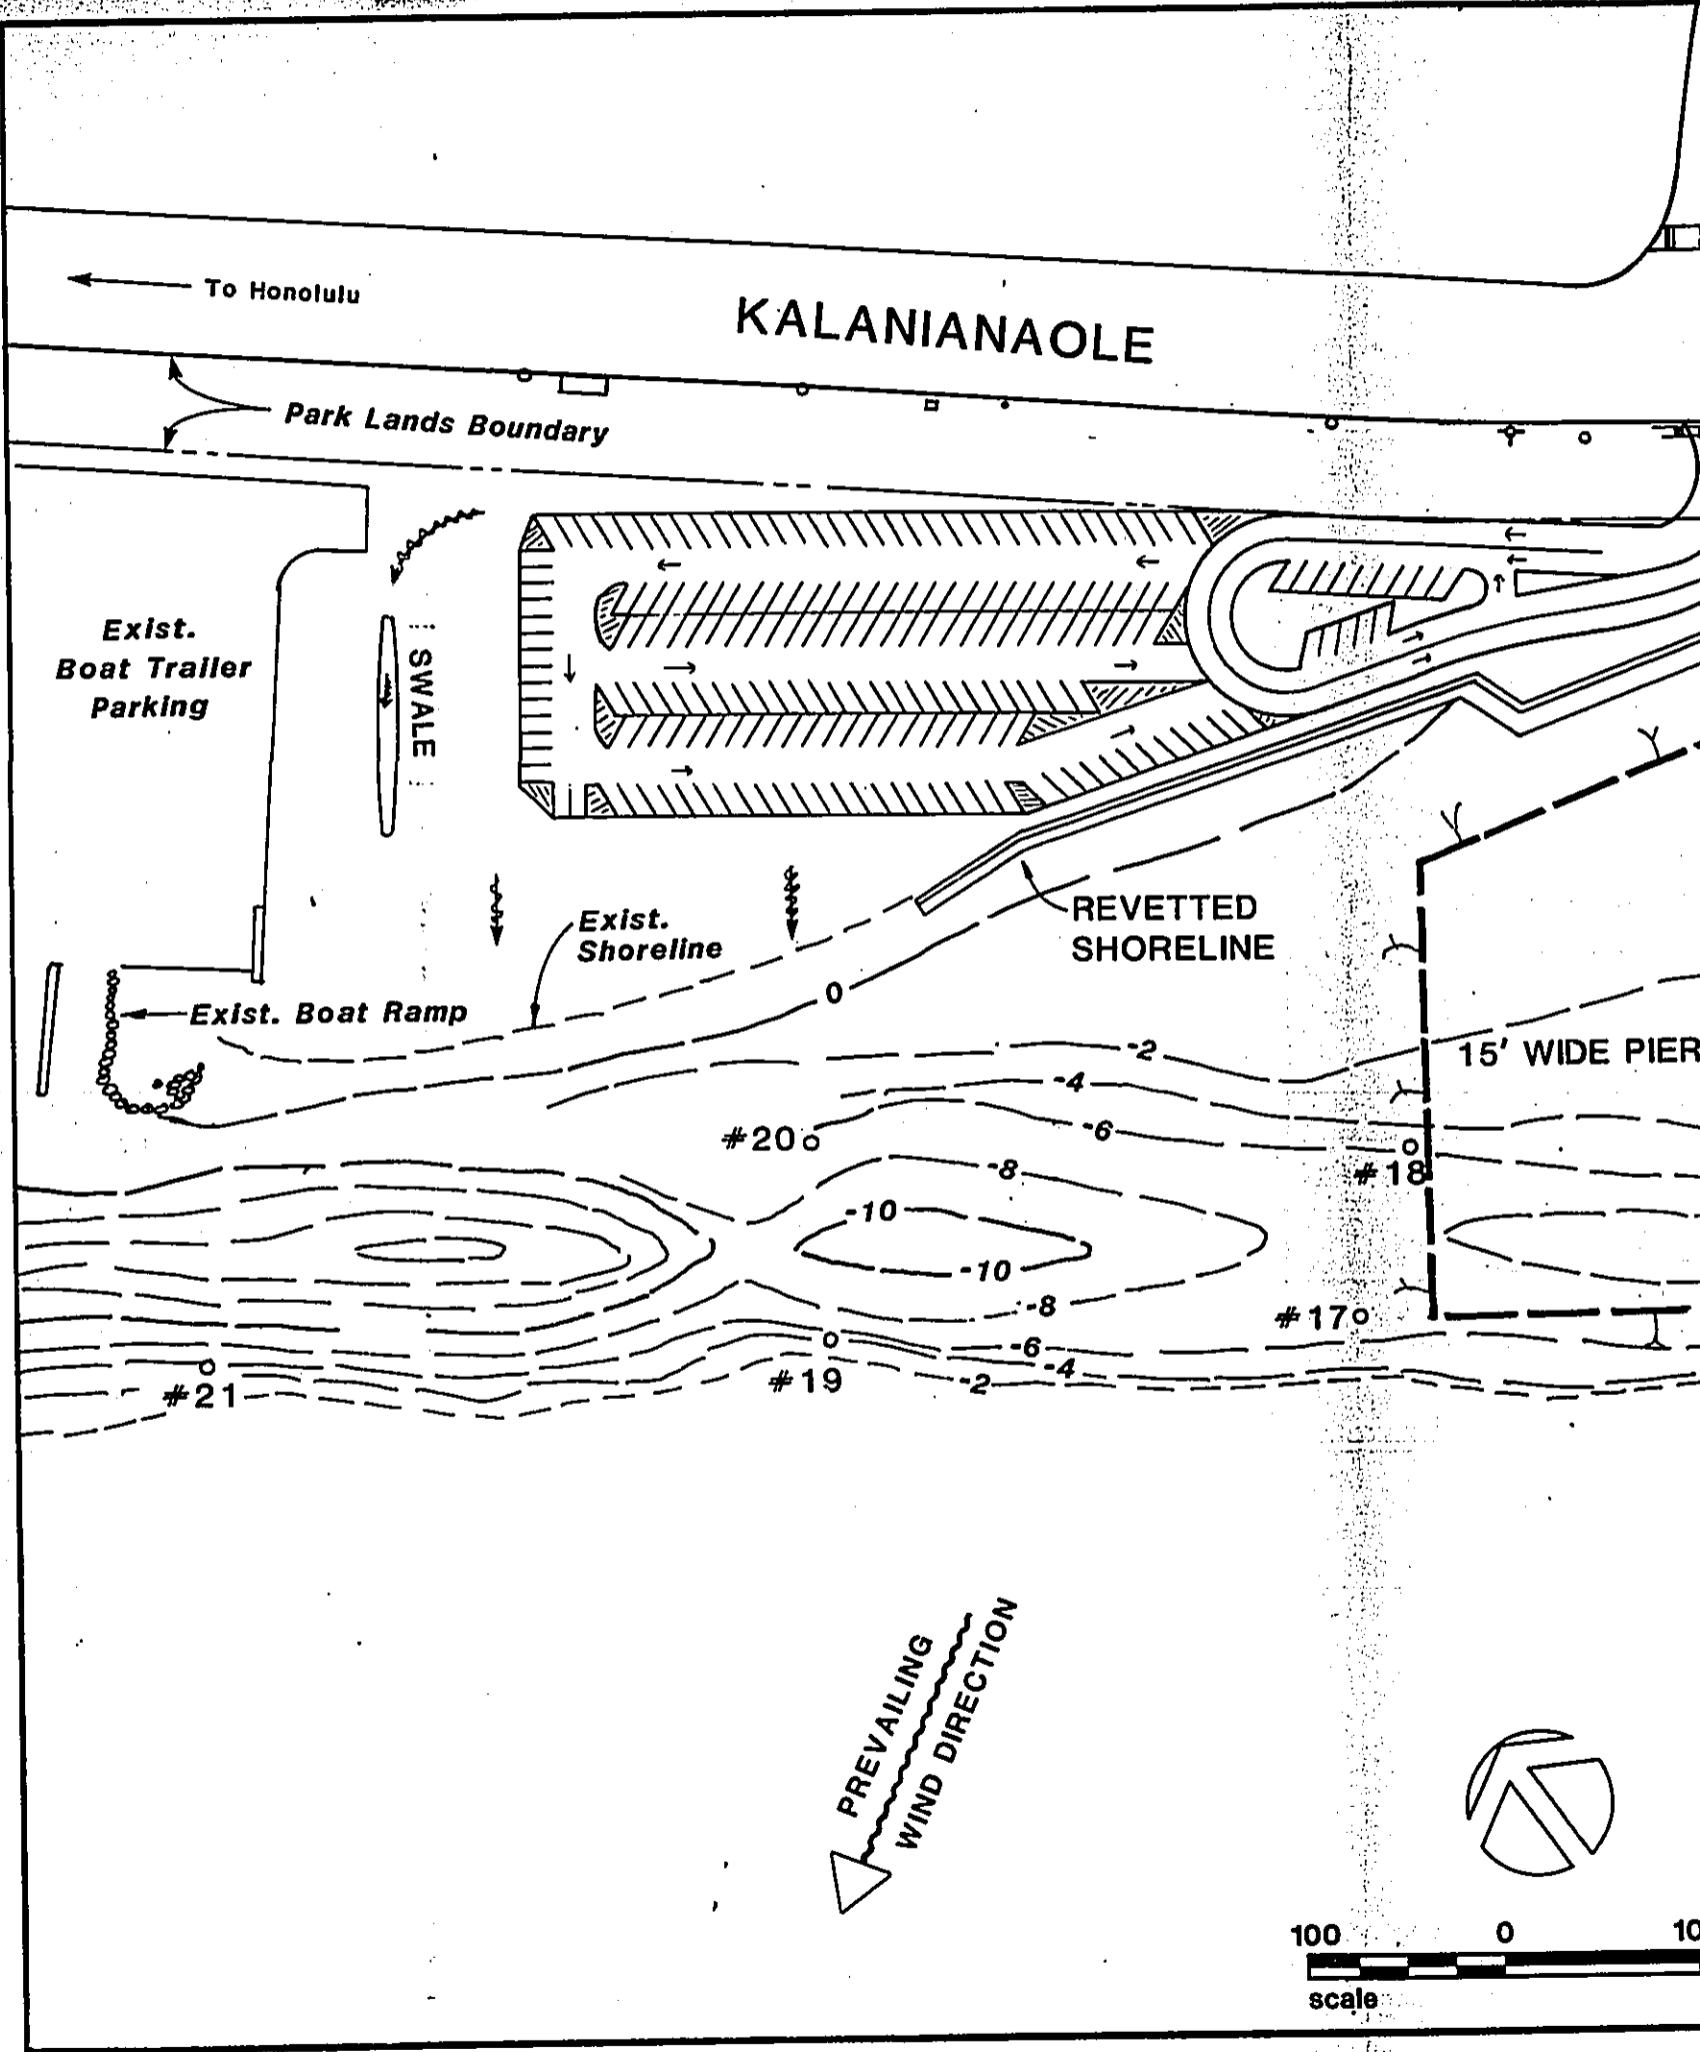 To Honolulu
KALANIANAOLE
Park Lands Boundary
Exist.
Boat Trailer
Parking
SWALE
Exist.
Shoreline
REVETTED
SHORELINE
Exist. Boat Ramp
0
-2
15' WIDE PIER
-4
-6
#20
#18
-8
-10
-10
-8
#17
-6
-4
#19
-2
#21
PREVAILING
WIND DIRECTION
100 0 10
scale